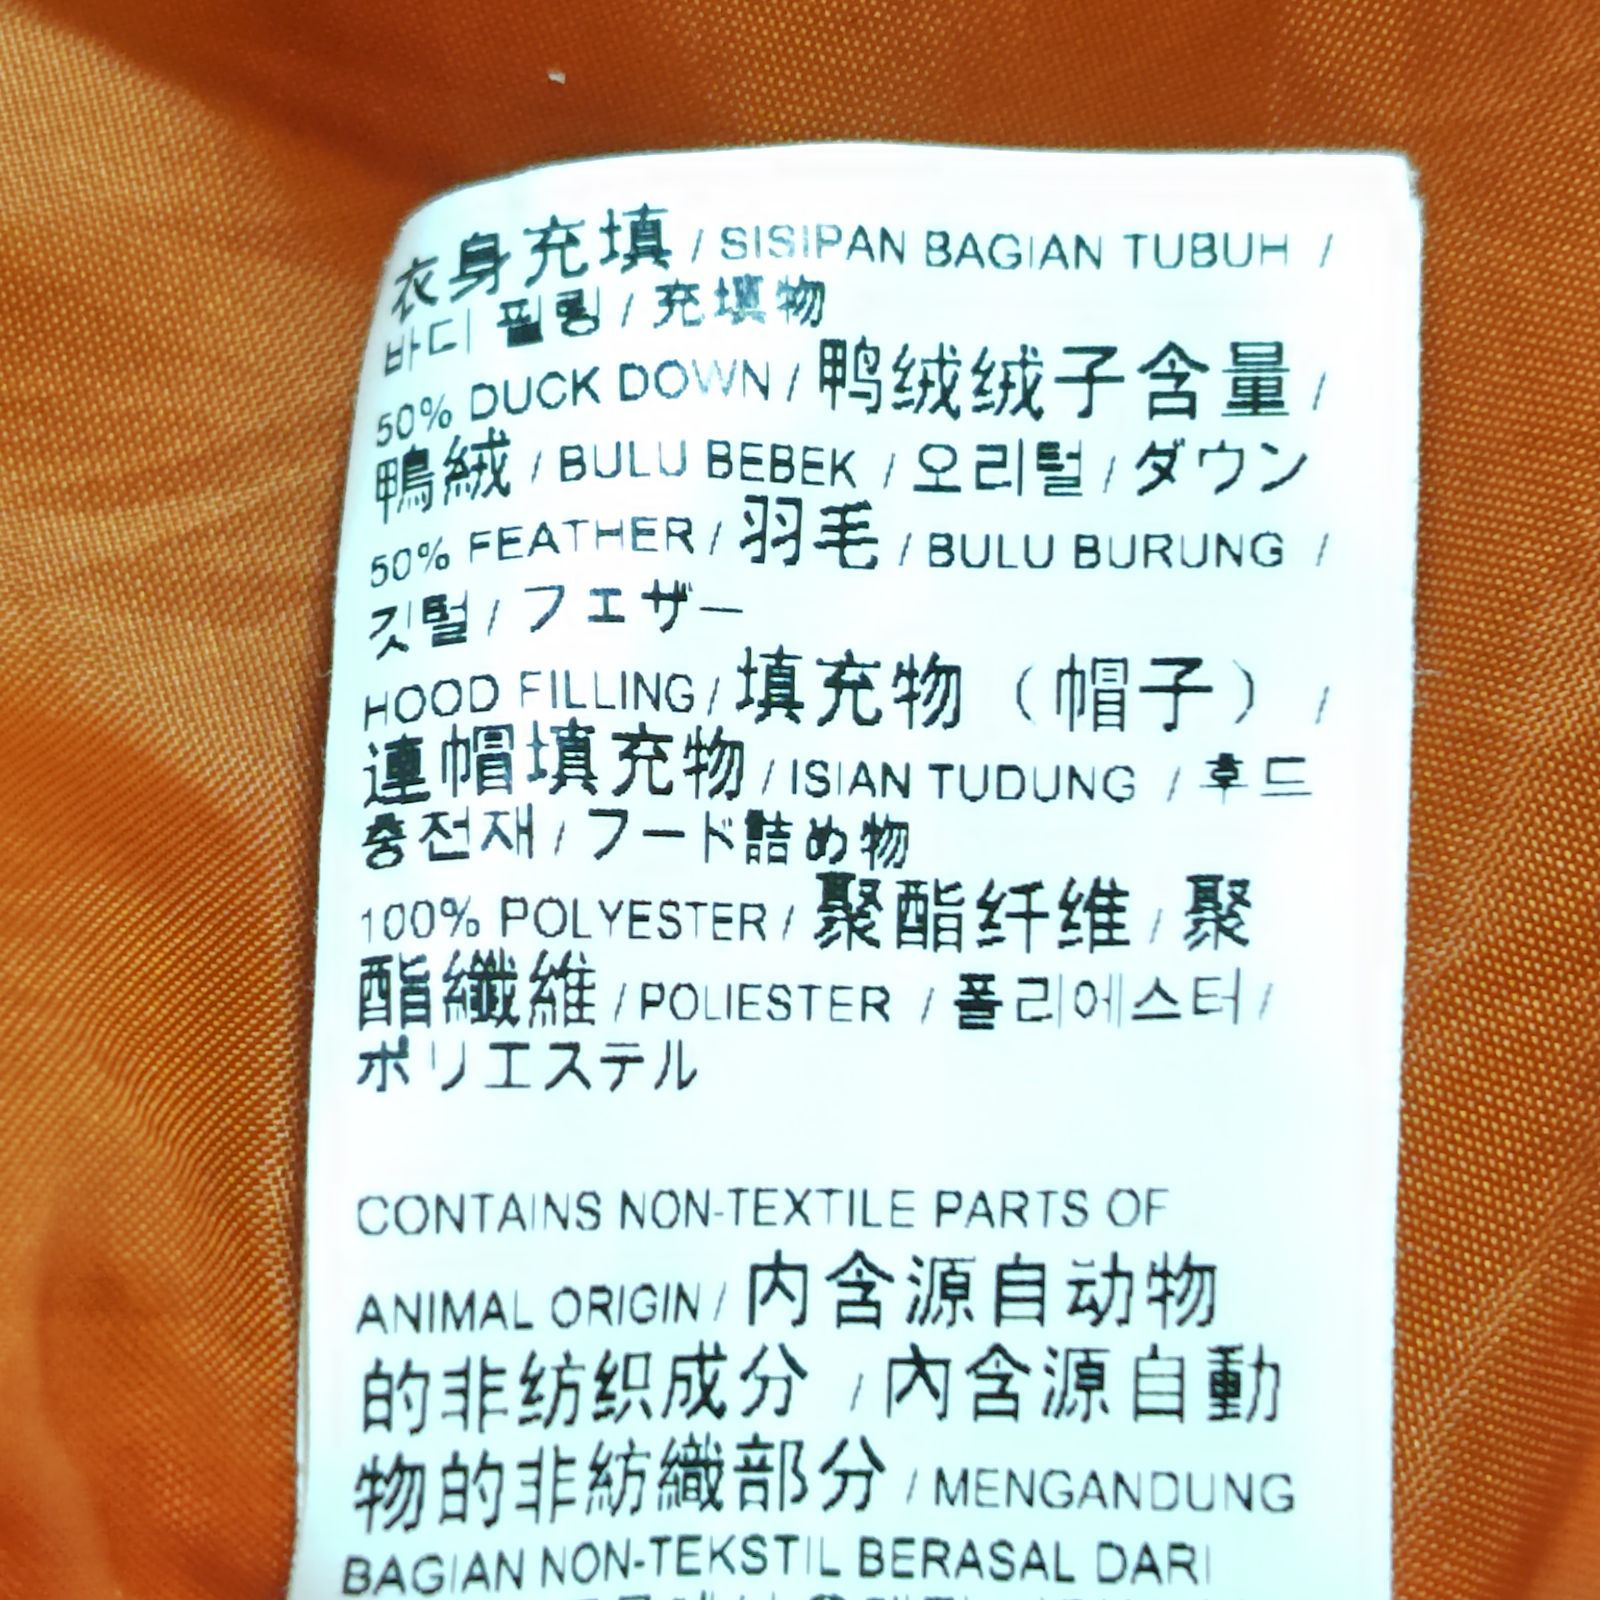 衣身充填 / SISIPAN BAGIAN TUBUH /
바디 필링 / 充填物
50% DUCK DOWN / 鸭绒绒子含量 /
鴨絨 / BULU BEBEK / 오리털 / ダウン
50% FEATHER / 羽毛 / BULU BURUNG /
깃털 / フェザー
HOOD FILLING / 填充物（帽子） /
連帽填充物 / ISIAN TUDUNG / 후드
충전재 / フード詰め物
100% POLYESTER / 聚酯纤维 / 聚
酯纖維 / POLIESTER / 폴리에스터 /
ポリエステル
CONTAINS NON-TEXTILE PARTS OF
ANIMAL ORIGIN / 内含源自动物
的非纺织成分 / 內含源自動
物的非紡織部分 / MENGANDUNG
BAGIAN NON-TEKSTIL BERASAL DARI